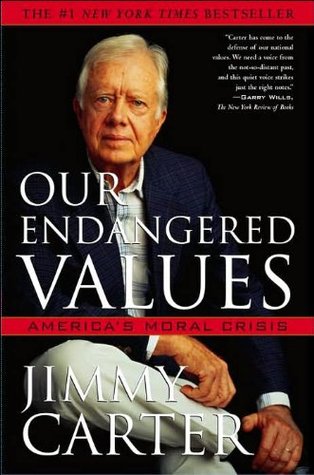 THE #1 NEW YORK TIMES BESTSELLER
"Carter has come to the
defense of our national
values. We need a voice from
the not-so-distant past,
and this quiet voice strikes
just the right notes."
—GARRY WILLS,
The New York Review of Books
OUR
ENDANGERED
VALUES
AMERICA'S MORAL CRISIS
JIMMY
CARTER